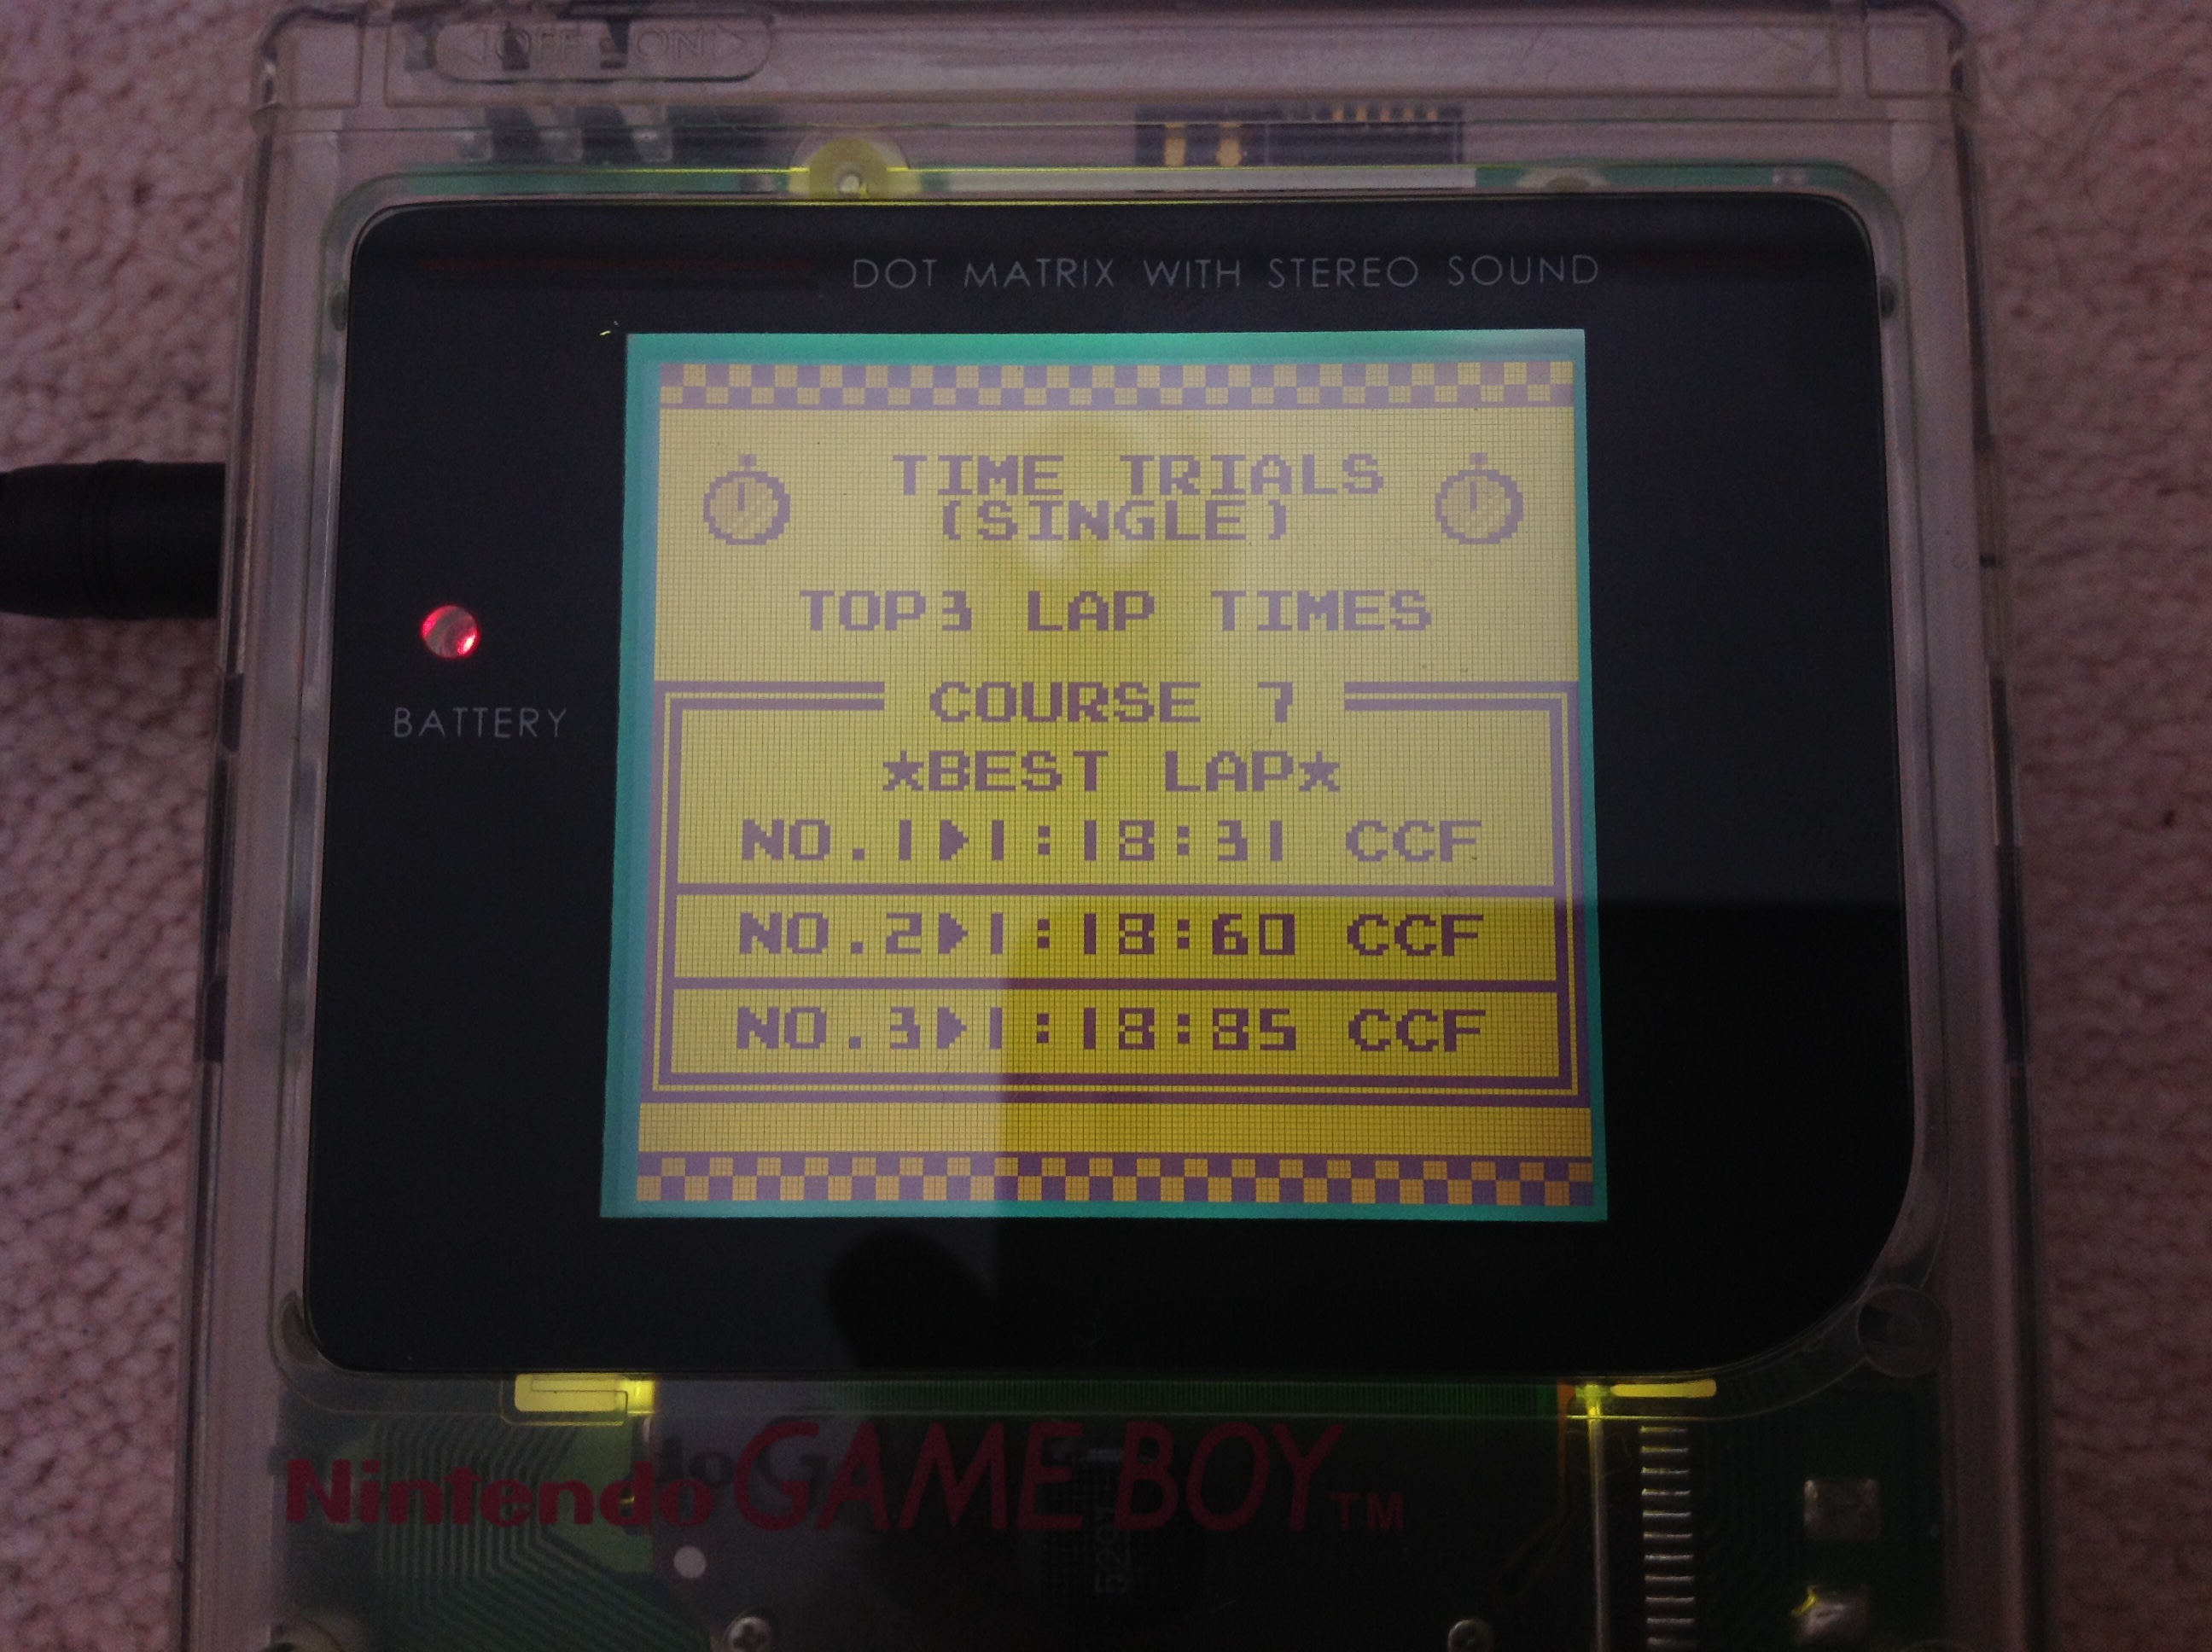 OFF ON
DOT MATRIX WITH STEREO SOUND
TIME TRIALS
(SINGLE)
TOP3 LAP TIMES
COURSE 7
★BEST LAP★
NO.1▶1:18:31 CCF
NO.2▶1:18:60 CCF
NO.3▶1:18:85 CCF
BATTERY
Nintendo GAME BOY™